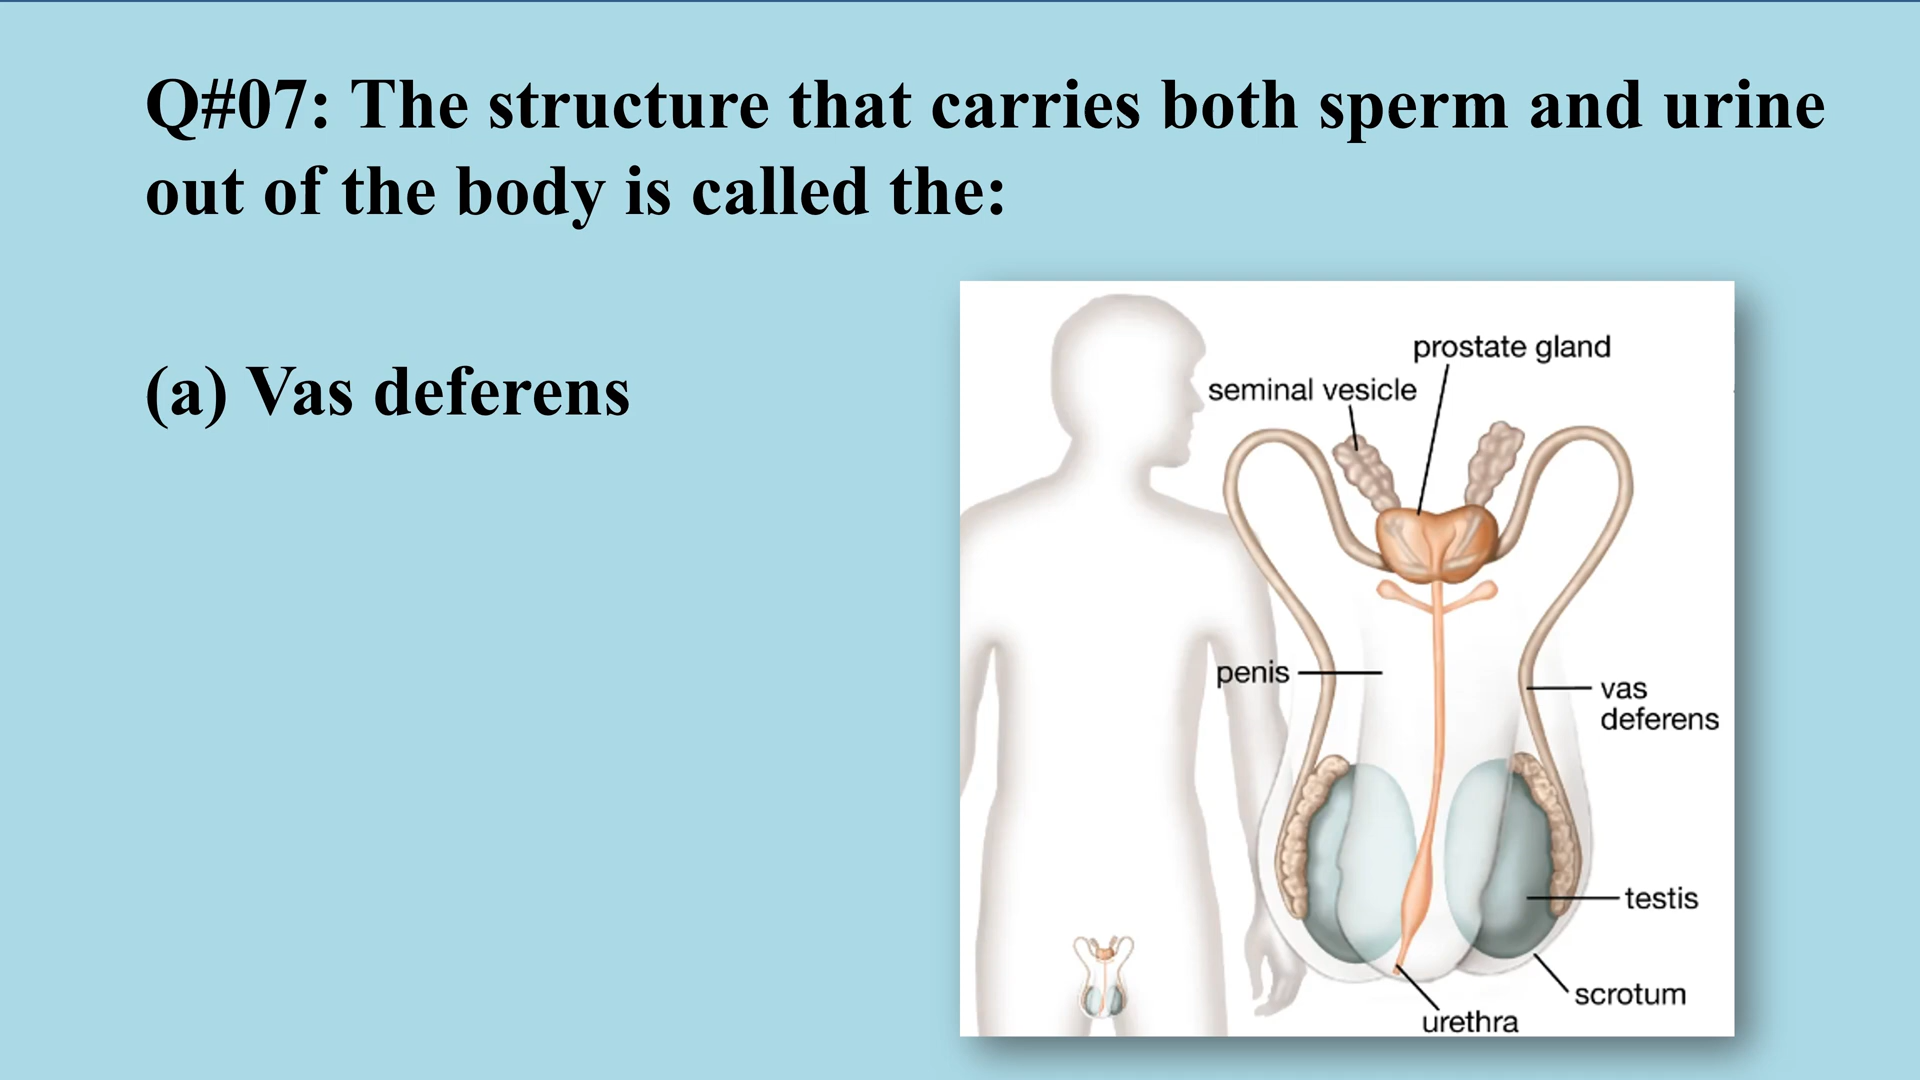 Q#07: The structure that carries both sperm and urine
out of the body is called the:
(a) Vas deferens
prostate gland
seminal vesicle
penis
vas
deferens
testis
scrotum
urethra